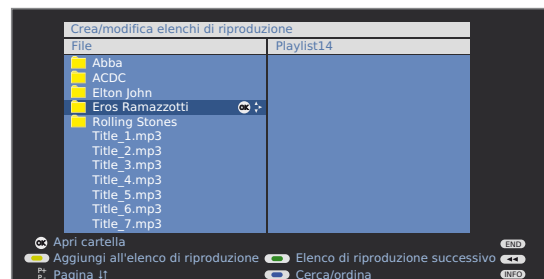 Crea/modifica elenchi di riproduzione
File Playlist14
Abba
ACDC
Elton John
Eros Ramazzotti OK
Rolling Stones
Title_1.mp3
Title_2.mp3
Title_3.mp3
Title_4.mp3
Title_5.mp3
Title_6.mp3
Title_7.mp3
OK Apri cartella END
Aggiungi all'elenco di riproduzione Elenco di riproduzione successivo
P+ P- Pagina ↓↑ Cerca/ordina INFO